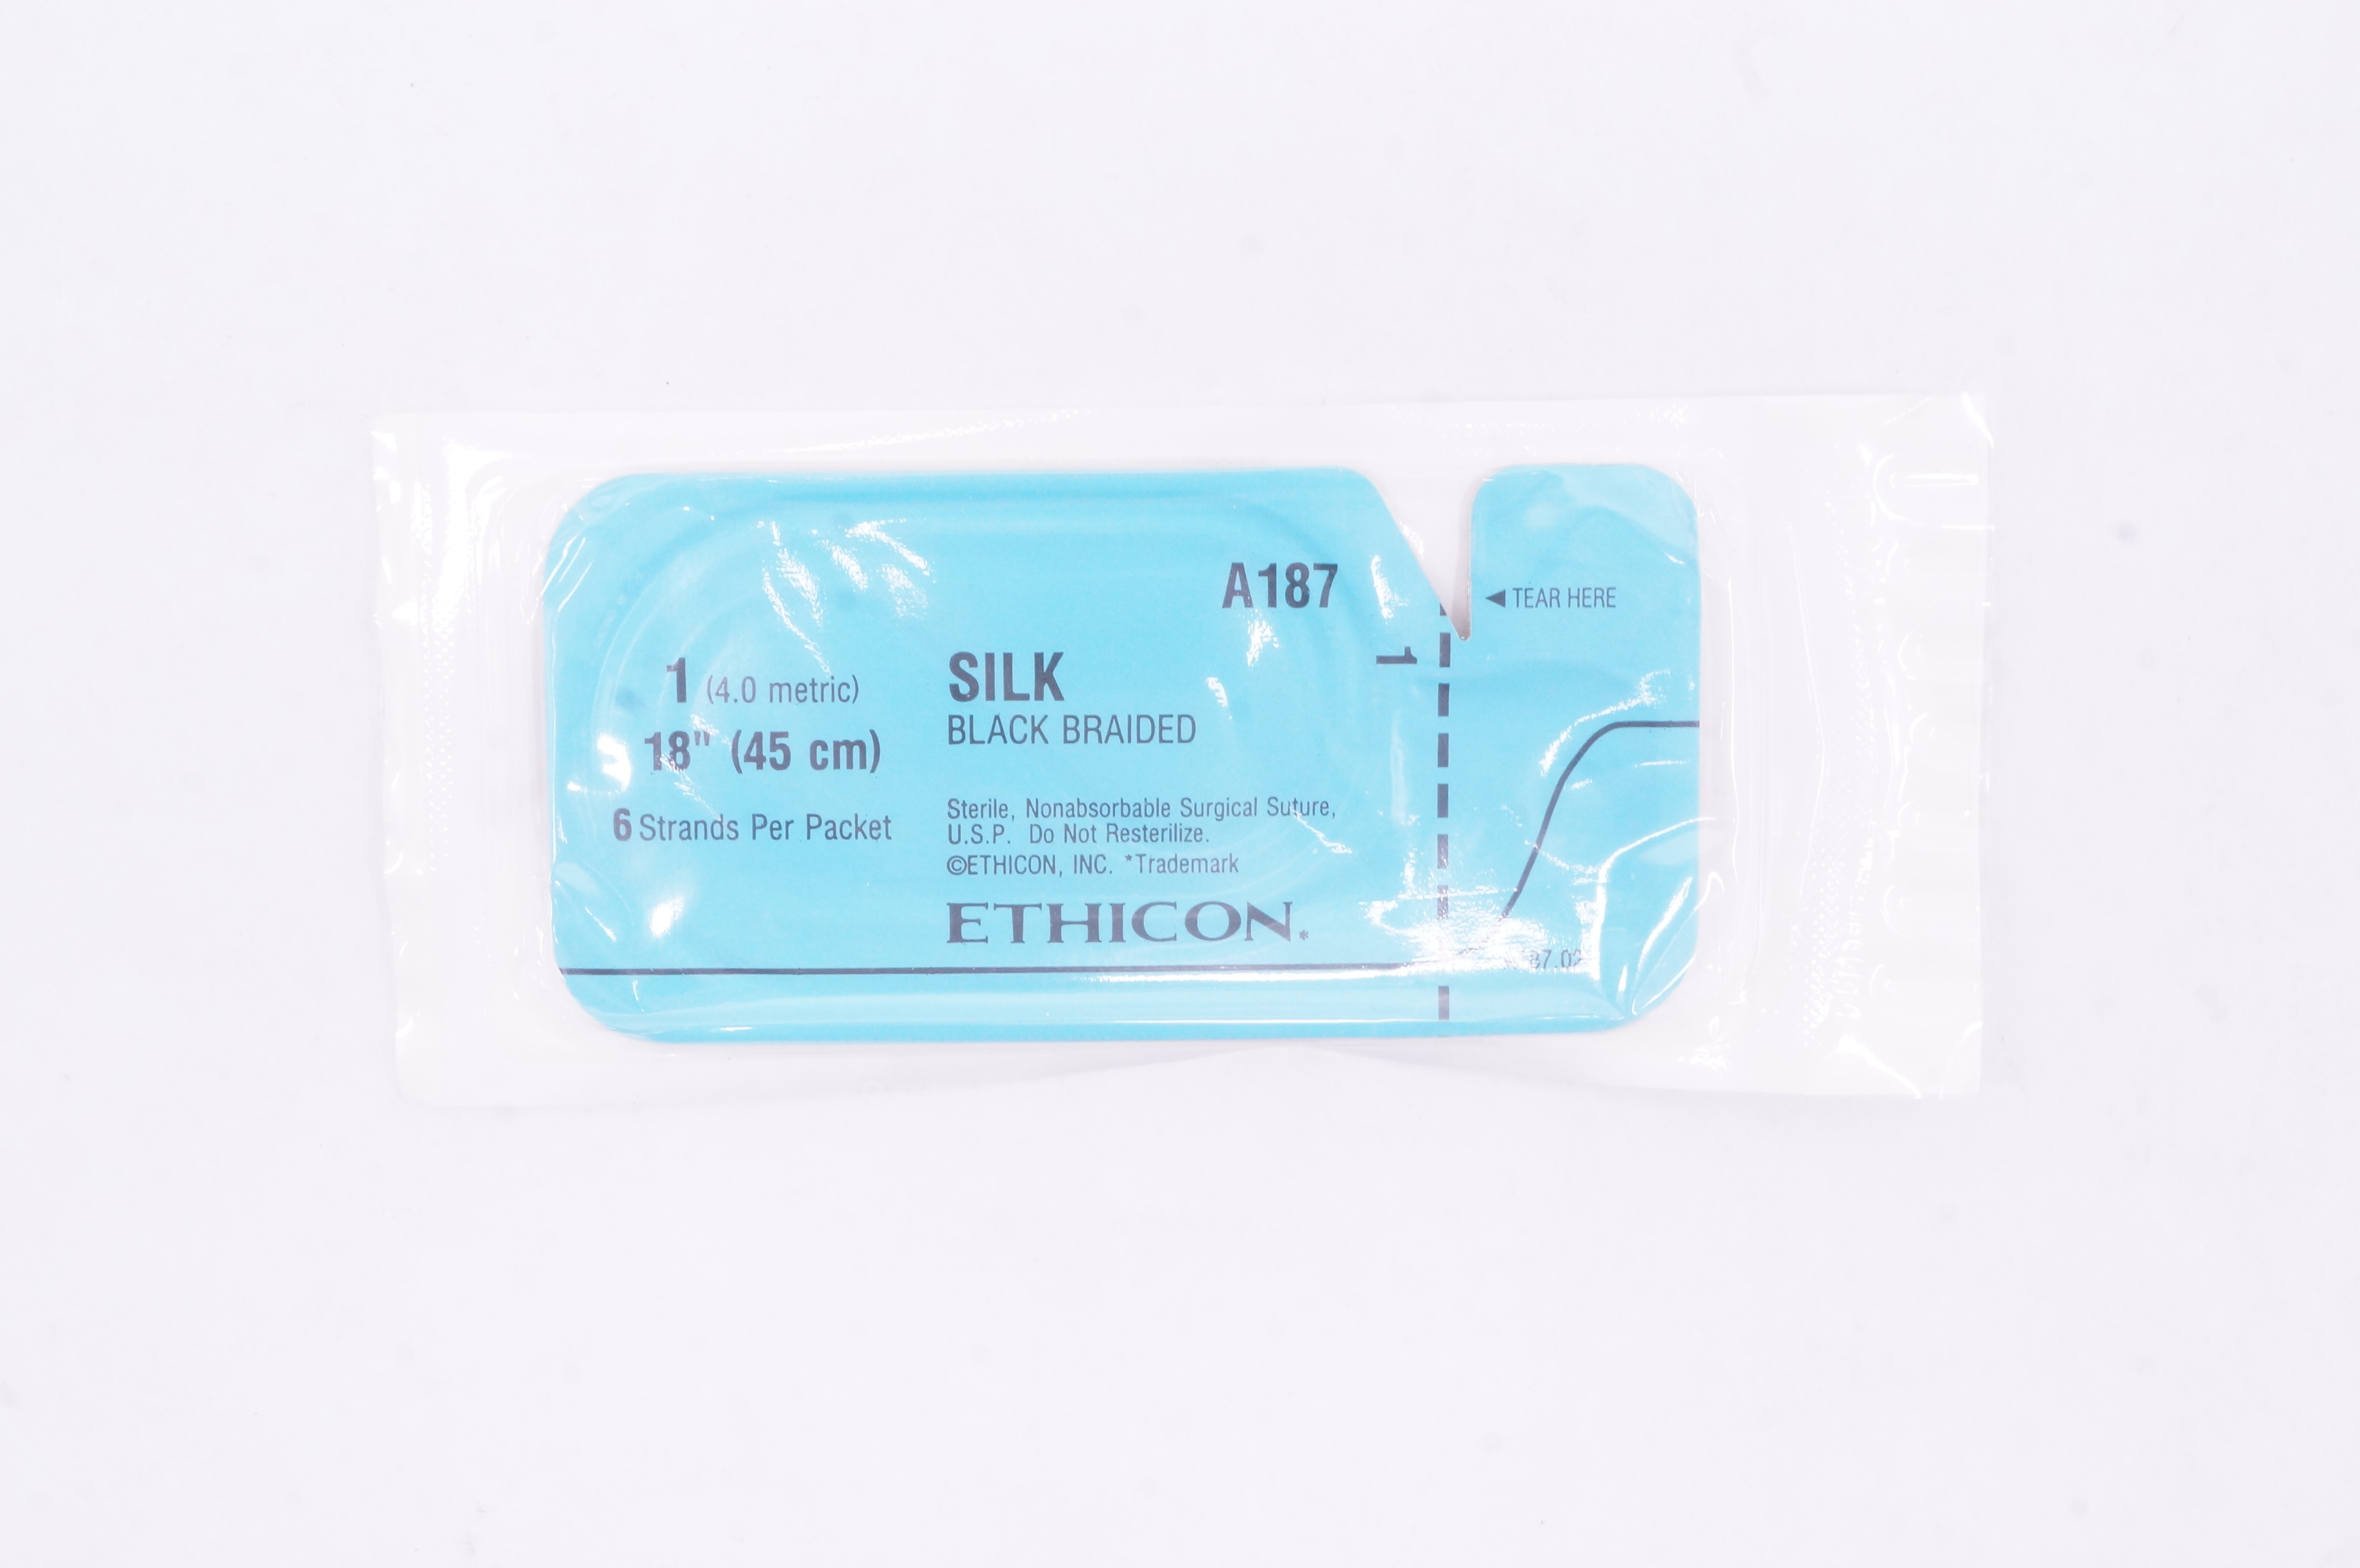 A187
◄ TEAR HERE
1
1 (4.0 metric)
18" (45 cm)
6 Strands Per Packet
SILK
BLACK BRAIDED
Sterile, Nonabsorbable Surgical Suture,
U.S.P. Do Not Resterilize.
©ETHICON, INC. *Trademark
ETHICON*